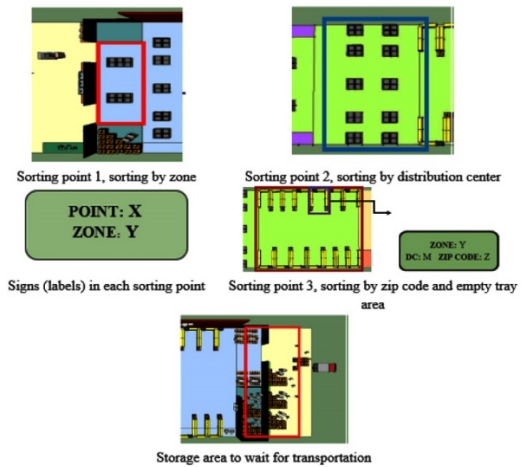 Sorting point 1, sorting by zone
Sorting point 2, sorting by distribution center
POINT: X
ZONE: Y
ZONE: Y
DC: M ZIP CODE: Z
Signs (labels) in each sorting point
Sorting point 3, sorting by zip code and empty tray
area
Storage area to wait for transportation